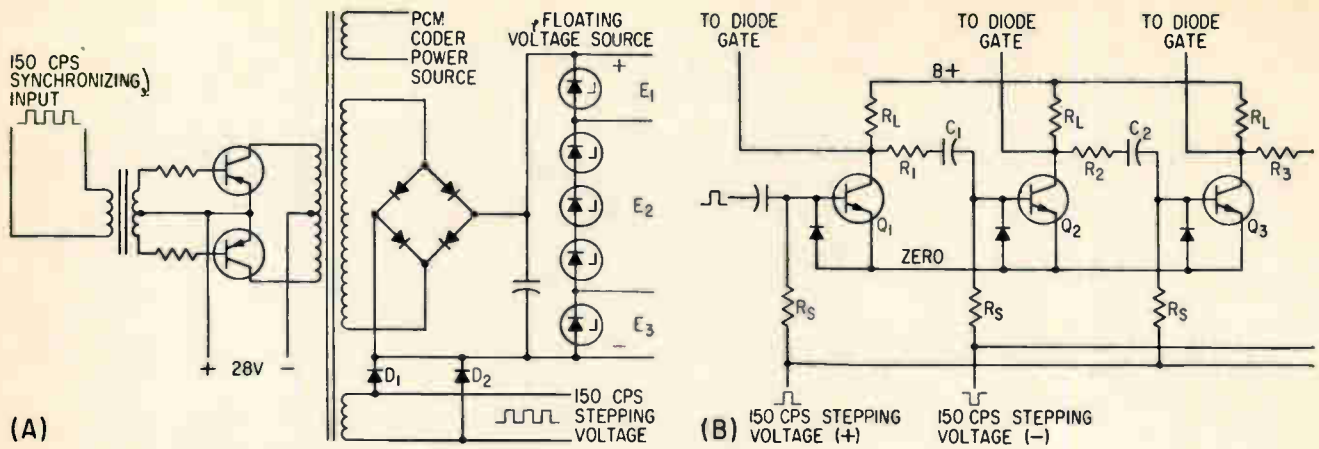 150 CPS
SYNCHRONIZING
INPUT
PCM
CODER
POWER
SOURCE
FLOATING
VOLTAGE SOURCE
+
E1
E2
E3
−
+ 28V −
D1
D2
150 CPS
STEPPING
VOLTAGE
(A)
TO DIODE
GATE
TO DIODE
GATE
TO DIODE
GATE
B+
RL
C1
RL
C2
RL
R1
R2
R3
Q1
Q2
Q3
ZERO
RS
RS
RS
(B)
150 CPS STEPPING
VOLTAGE (+)
150 CPS STEPPING
VOLTAGE (−)